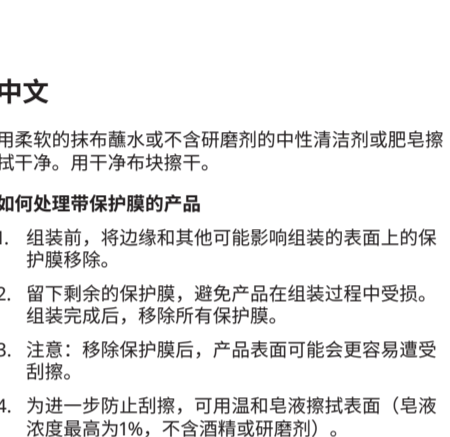 中文
用柔软的抹布蘸水或不含研磨剂的中性清洁剂或肥皂擦
拭干净。用干净布块擦干。
如何处理带保护膜的产品
1. 组装前，将边缘和其他可能影响组装的表面上的保
护膜移除。
2. 留下剩余的保护膜，避免产品在组装过程中受损。
组装完成后，移除所有保护膜。
3. 注意：移除保护膜后，产品表面可能会更容易遭受
刮擦。
4. 为进一步防止刮擦，可用温和皂液擦拭表面（皂液
浓度最高为1%，不含酒精或研磨剂）。